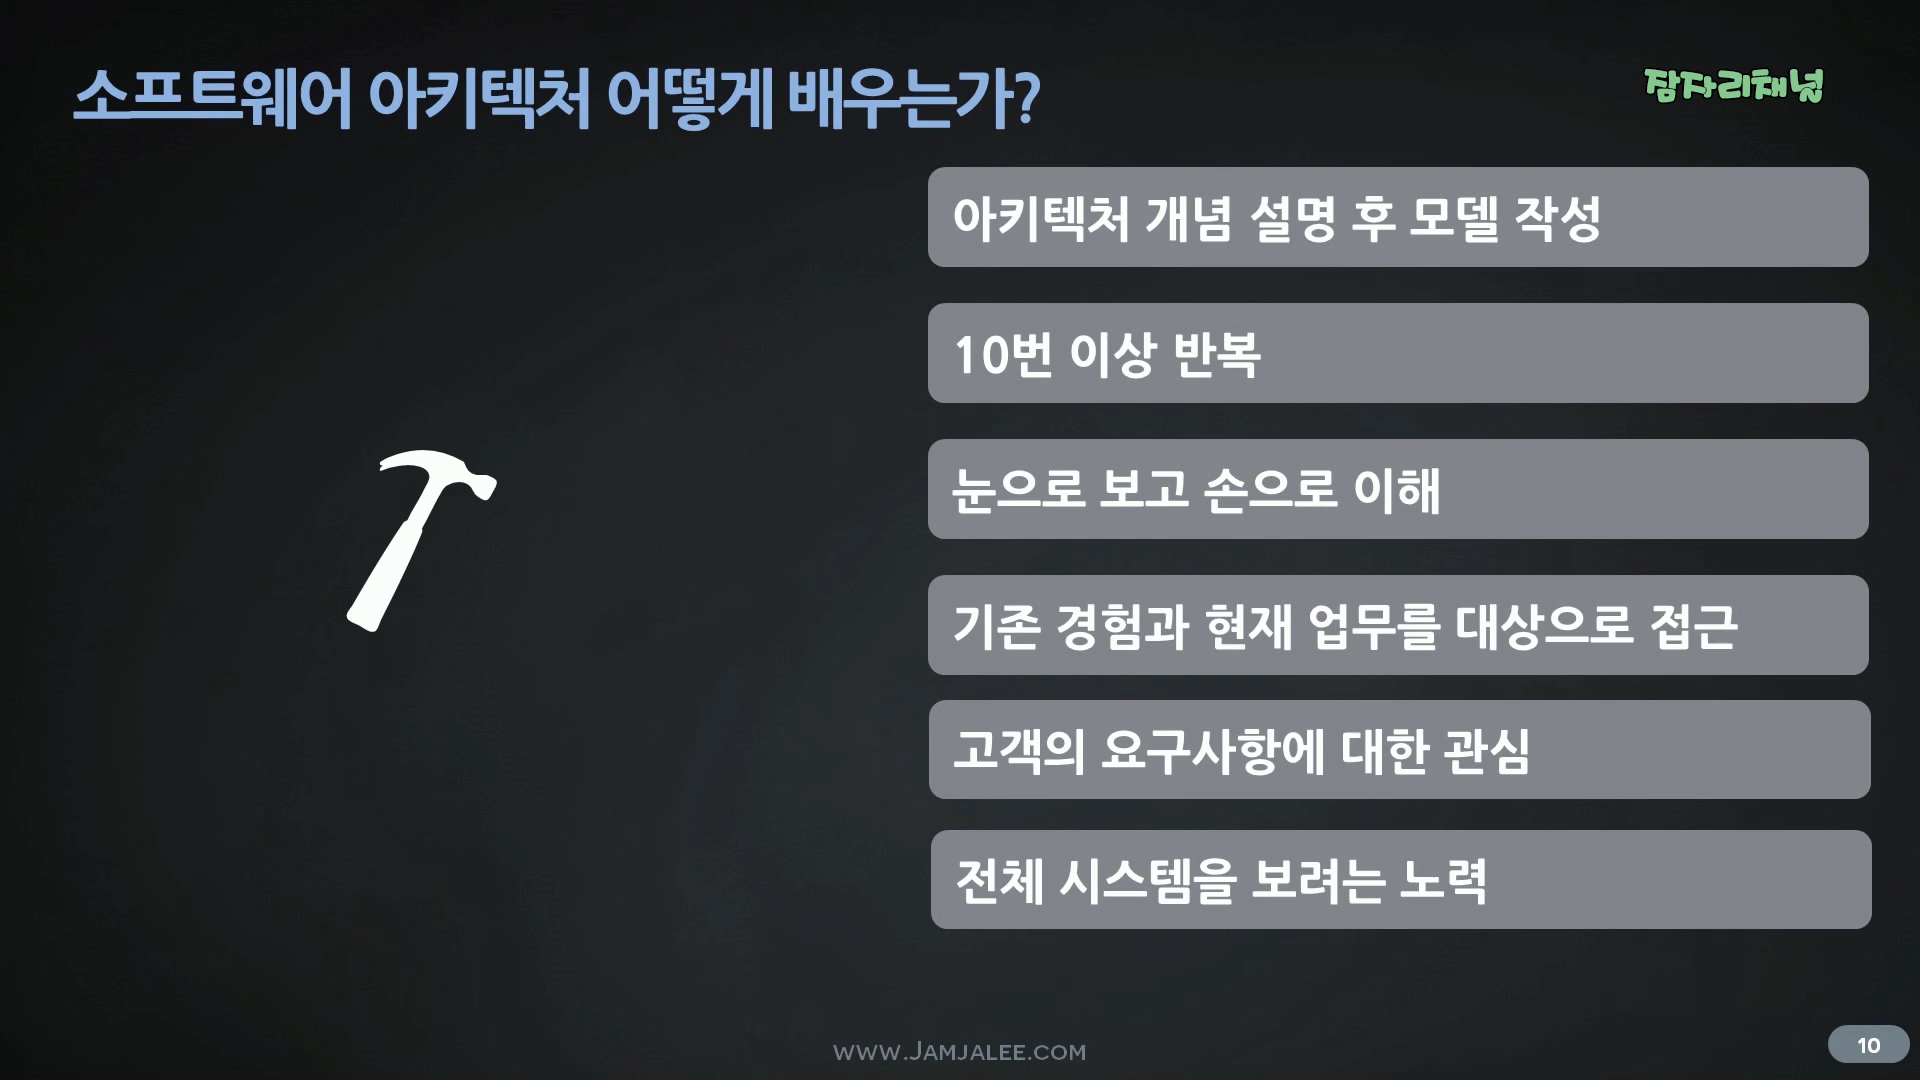 소프트웨어 아키텍처 어떻게 배우는가?
잠자리채널
아키텍처 개념 설명 후 모델 작성
10번 이상 반복
눈으로 보고 손으로 이해
기존 경험과 현재 업무를 대상으로 접근
고객의 요구사항에 대한 관심
전체 시스템을 보려는 노력
www.Jamjalee.com
10